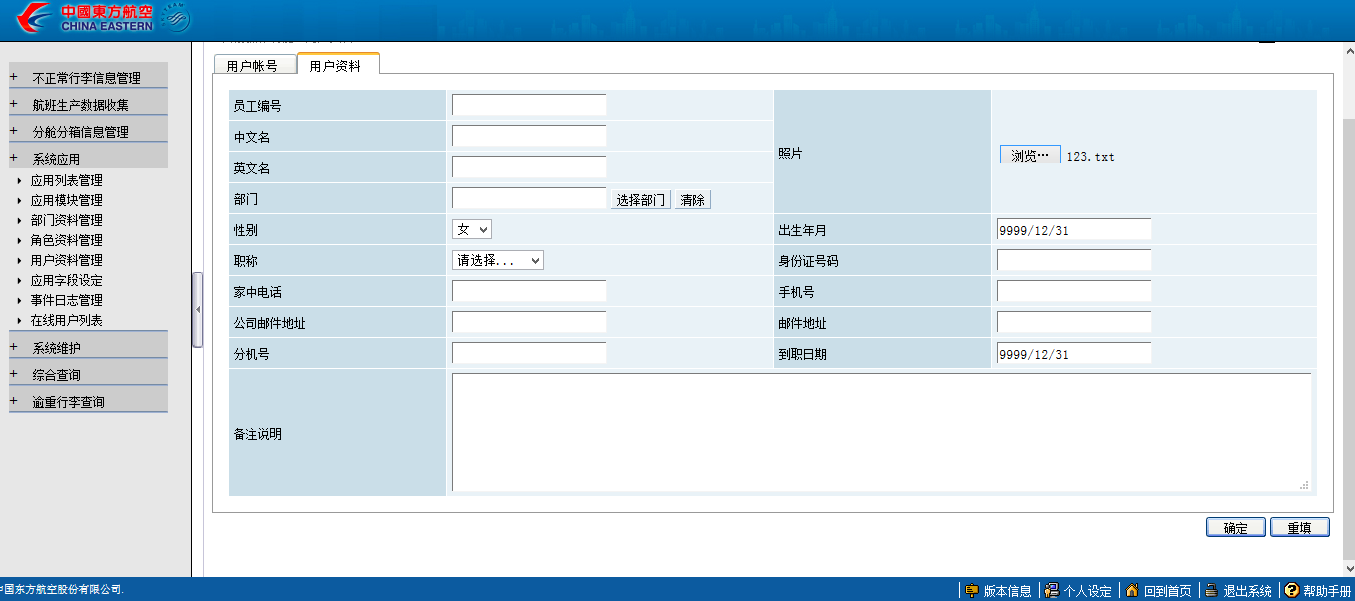 中國東方航空
CHINA EASTERN
用户帐号
用户资料
+ 不正常行李信息管理
+ 航班生产数据收集
+ 分舱分箱信息管理
+ 系统应用
应用列表管理
应用模块管理
部门资料管理
角色资料管理
用户资料管理
应用字段设定
事件日志管理
在线用户列表
+ 系统维护
+ 综合查询
+ 逾重行李查询
员工编号
中文名
照片 浏览… 123.txt
英文名
部门 选择部门 清除
性别 女 出生年月 9999/12/31
职称 请选择... 身份证号码
家中电话 手机号
公司邮件地址 邮件地址
分机号 到职日期 9999/12/31
备注说明
确定 重填
中国东方航空股份有限公司. 版本信息 个人设定 回到首页 退出系统 帮助手册